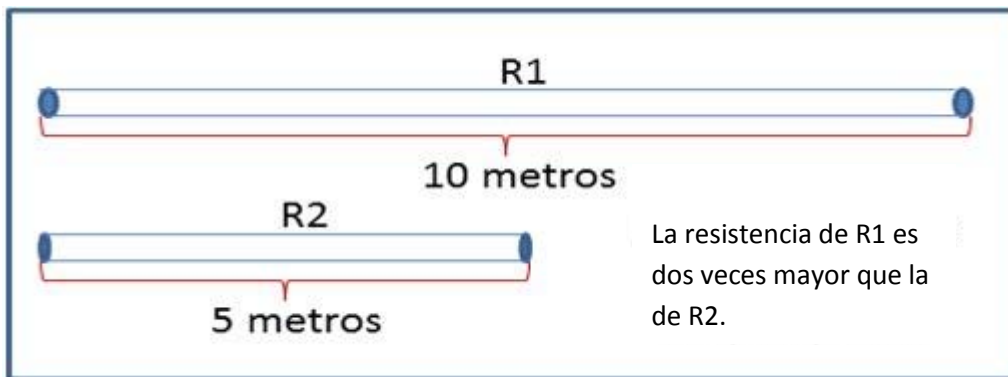 R1
10 metros
R2
5 metros
La resistencia de R1 es
dos veces mayor que la
de R2.